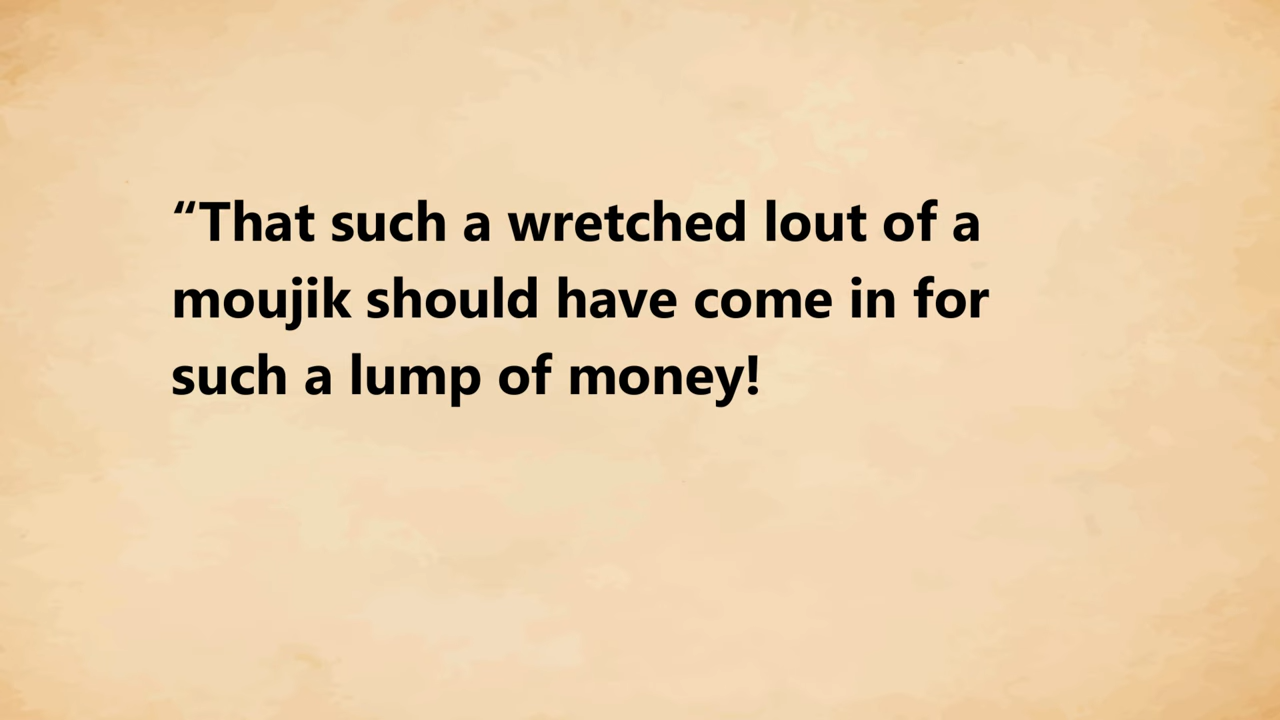 “That such a wretched lout of a
moujik should have come in for
such a lump of money!